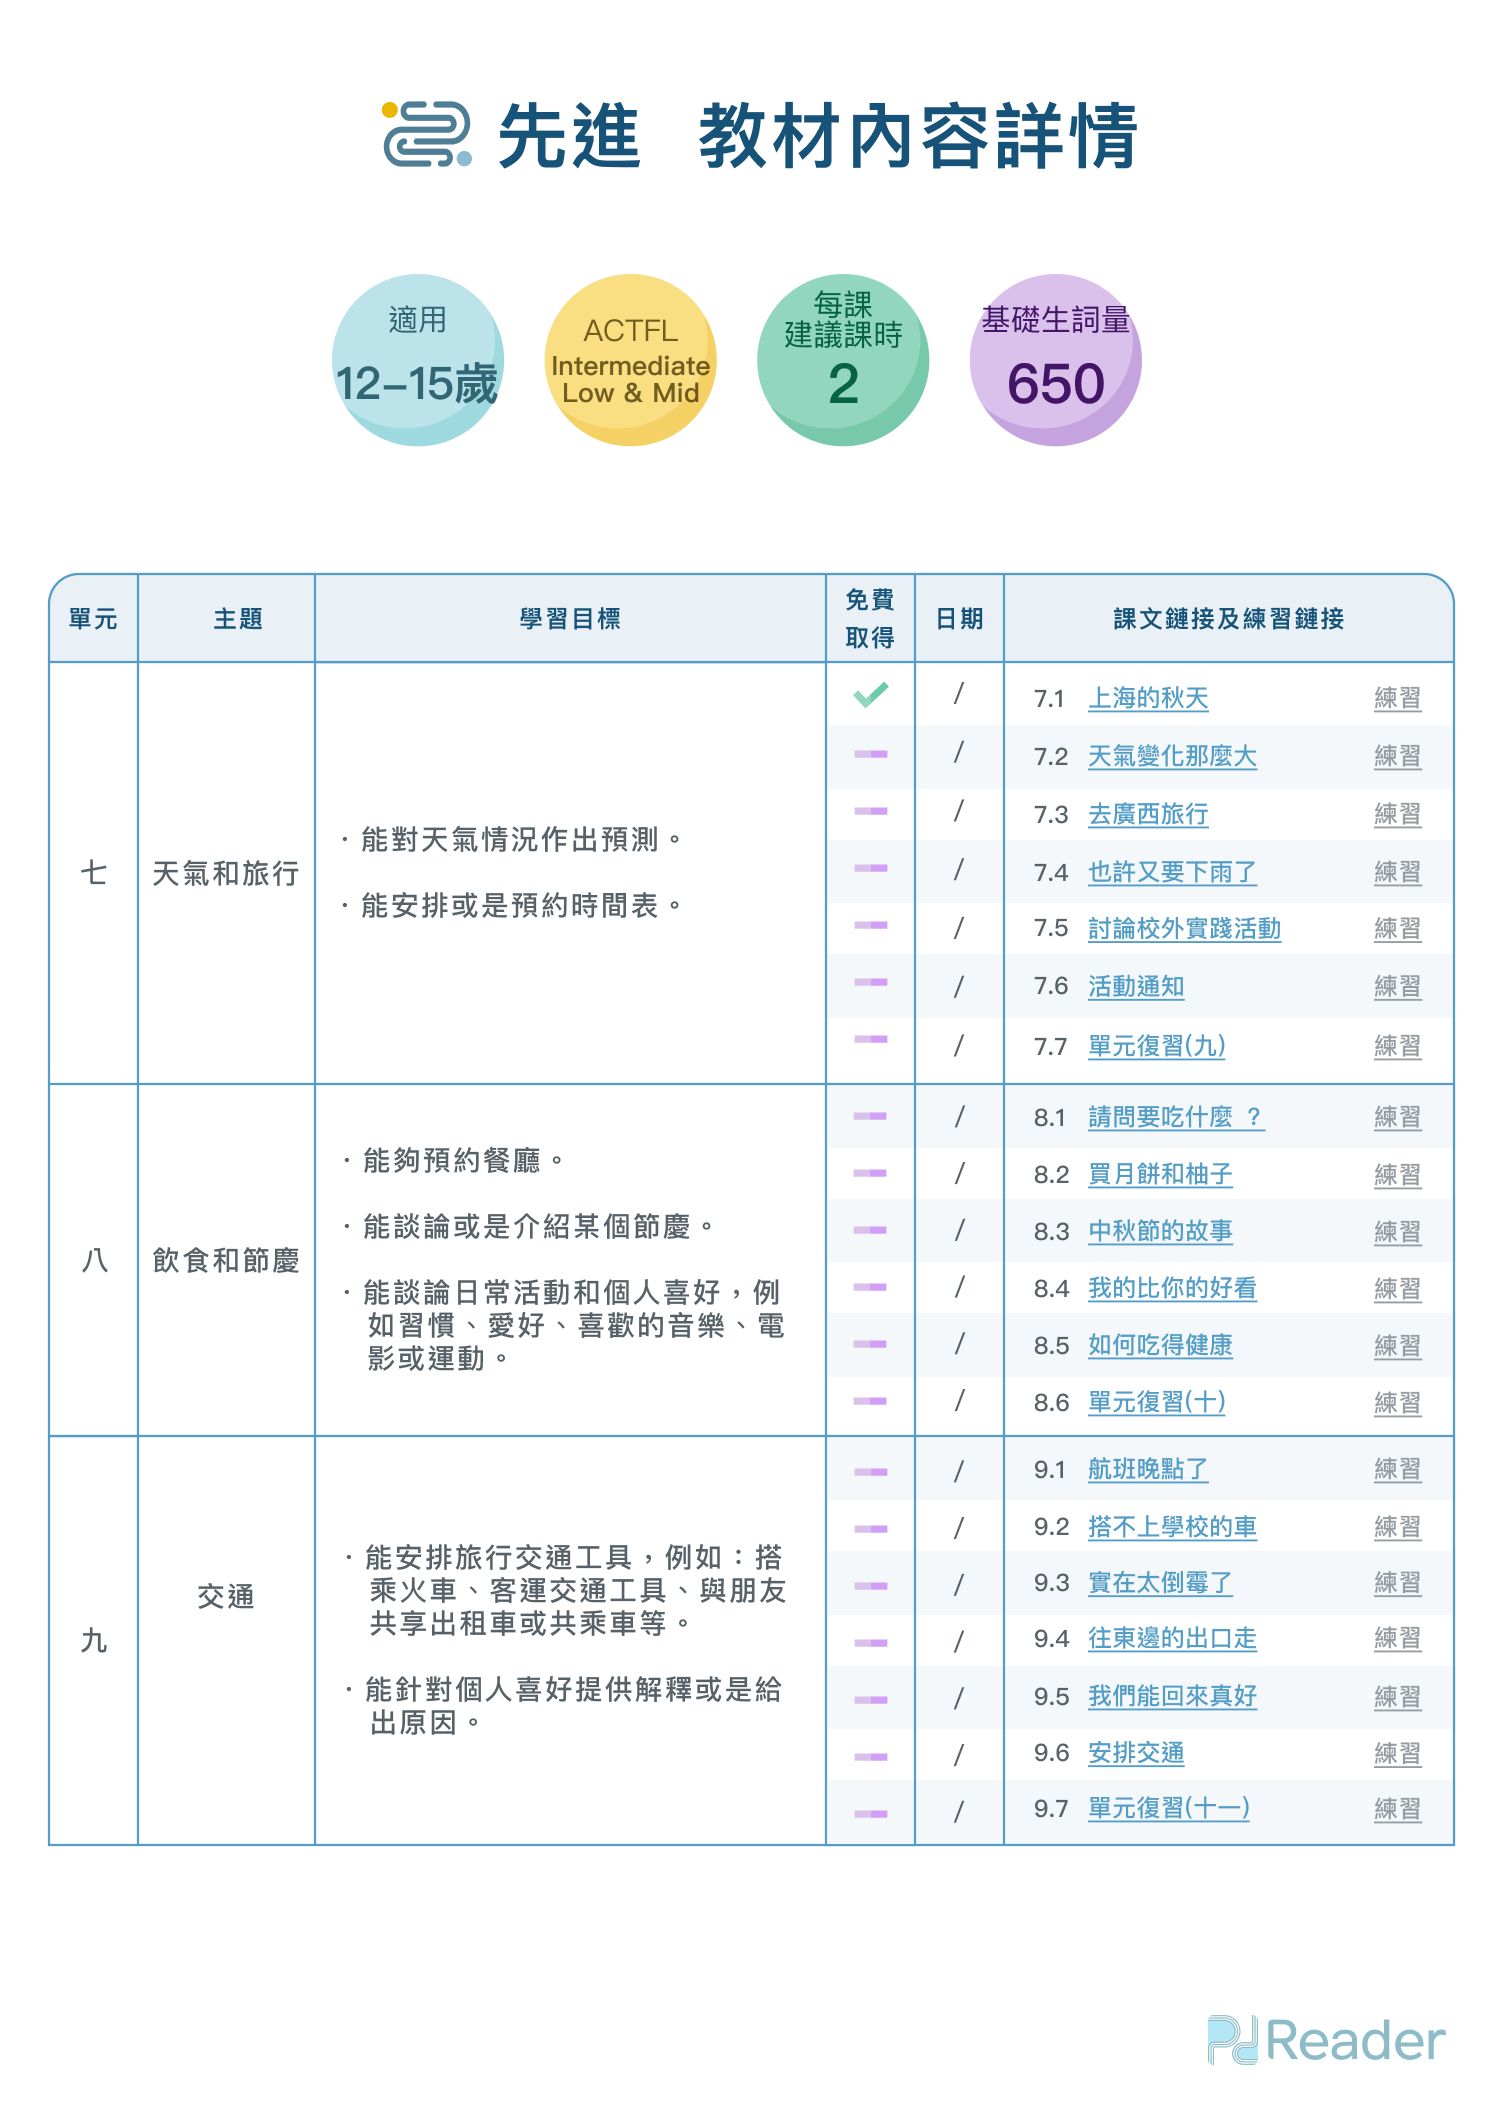 先進 教材內容詳情
適用
12-15歲
ACTFL
Intermediate
Low & Mid
每課
建議課時
2
基礎生詞量
650
單元 主題 學習目標 免費取得 日期 課文鏈接及練習鏈接
七
天氣和旅行
·能對天氣情況作出預測。
·能安排或是預約時間表。
/ 7.1 上海的秋天 練習
/ 7.2 天氣變化那麼大 練習
/ 7.3 去廣西旅行 練習
/ 7.4 也許又要下雨了 練習
/ 7.5 討論校外實踐活動 練習
/ 7.6 活動通知 練習
/ 7.7 單元復習(九) 練習
八
飲食和節慶
·能夠預約餐廳。
·能談論或是介紹某個節慶。
·能談論日常活動和個人喜好，例
如習慣、愛好、喜歡的音樂、電
影或運動。
/ 8.1 請問要吃什麼 ？ 練習
/ 8.2 買月餅和柚子 練習
/ 8.3 中秋節的故事 練習
/ 8.4 我的比你的好看 練習
/ 8.5 如何吃得健康 練習
/ 8.6 單元復習(十) 練習
九
交通
·能安排旅行交通工具，例如：搭
乘火車、客運交通工具、與朋友
共享出租車或共乘車等。
·能針對個人喜好提供解釋或是給
出原因。
/ 9.1 航班晚點了 練習
/ 9.2 搭不上學校的車 練習
/ 9.3 實在太倒霉了 練習
/ 9.4 往東邊的出口走 練習
/ 9.5 我們能回來真好 練習
/ 9.6 安排交通 練習
/ 9.7 單元復習(十一) 練習
Pd Reader